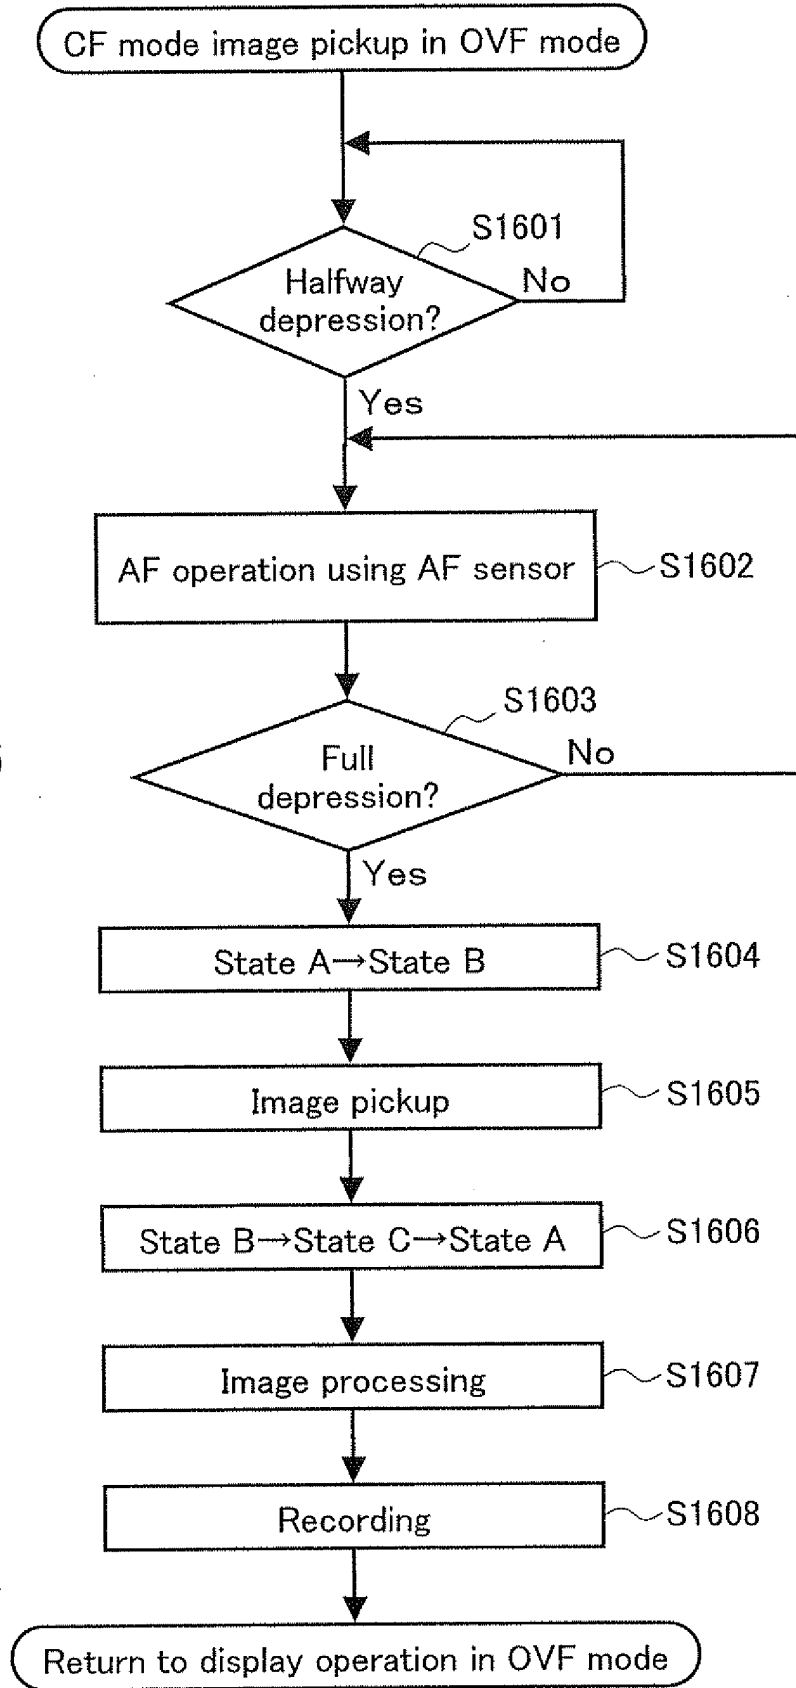 CF mode image pickup in OVF mode
S1601
Halfway
depression?
No
Yes
AF operation using AF sensor
S1602
S1603
Full
depression?
No
Yes
State A→State B
S1604
Image pickup
S1605
State B→State C→State A
S1606
Image processing
S1607
Recording
S1608
Return to display operation in OVF mode